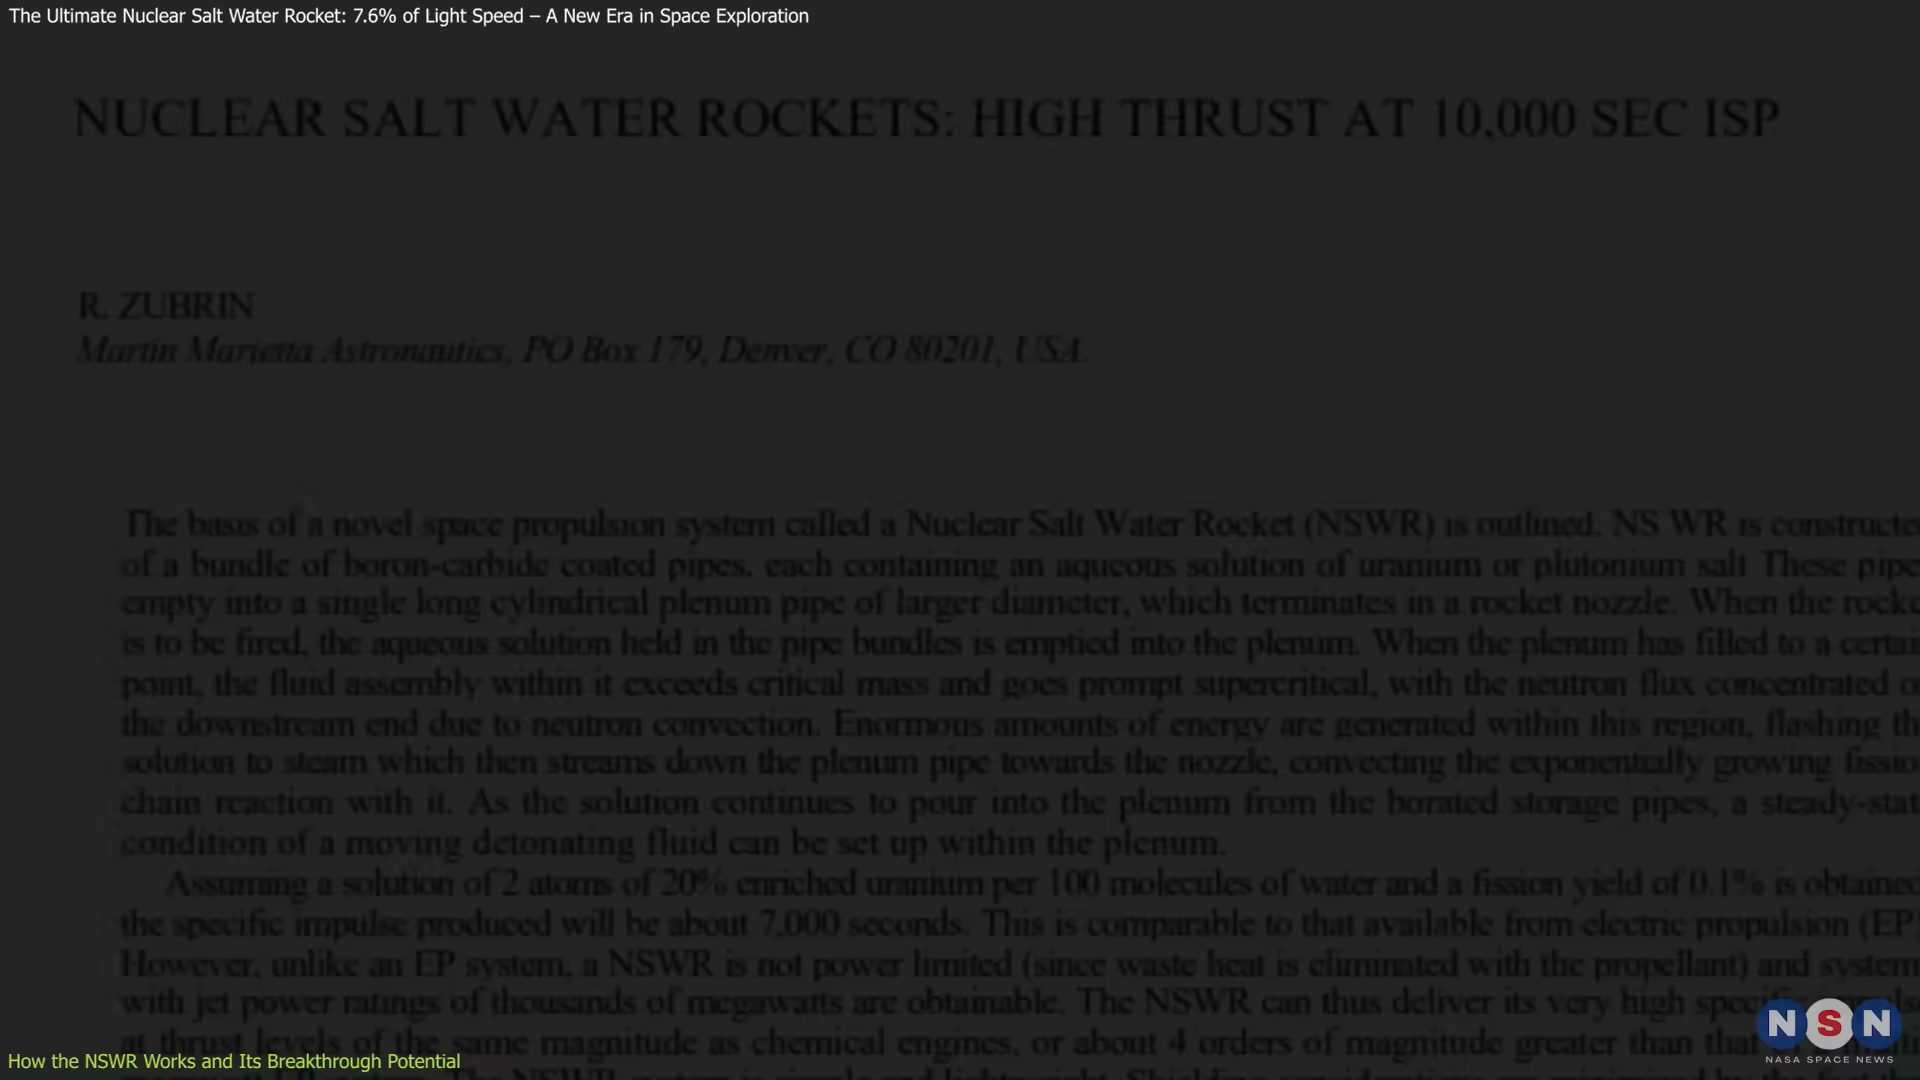 The Ultimate Nuclear Salt Water Rocket: 7.6% of Light Speed – A New Era in Space Exploration
NUCLEAR SALT WATER ROCKETS: HIGH THRUST AT 10,000 SEC ISP
R. ZUBRIN
Martin Marietta Astronautics, PO Box 179, Denver, CO 80201, USA.
The basis of a novel space propulsion system called a Nuclear Salt Water Rocket (NSWR) is outlined. NS WR is constructe
of a bundle of boron-carbide coated pipes, each containing an aqueous solution of uranium or plutonium salt These pipe
empty into a single long cylindrical plenum pipe of larger diameter, which terminates in a rocket nozzle. When the rocke
is to be fired, the aqueous solution held in the pipe bundles is emptied into the plenum. When the plenum has filled to a certai
point, the fluid assembly within it exceeds critical mass and goes prompt supercritical, with the neutron flux concentrated o
the downstream end due to neutron convection. Enormous amounts of energy are generated within this region, flashing th
solution to steam which then streams down the plenum pipe towards the nozzle, convecting the exponentially growing fissio
chain reaction with it. As the solution continues to pour into the plenum from the borated storage pipes, a steady-stat
condition of a moving detonating fluid can be set up within the plenum.
Assuming a solution of 2 atoms of 20% enriched uranium per 100 molecules of water and a fission yield of 0.1% is obtained
the specific impulse produced will be about 7,000 seconds. This is comparable to that available from electric propulsion (EP)
However, unlike an EP system, a NSWR is not power limited (since waste heat is eliminated with the propellant) and system
with jet power ratings of thousands of megawatts are obtainable. The NSWR can thus deliver its very high specific
at thrust levels of the same magnitude as chemical engines, or about 4 orders of magnitude greater than that
How the NSWR Works and Its Breakthrough Potential
NSN
NASA SPACE NEWS